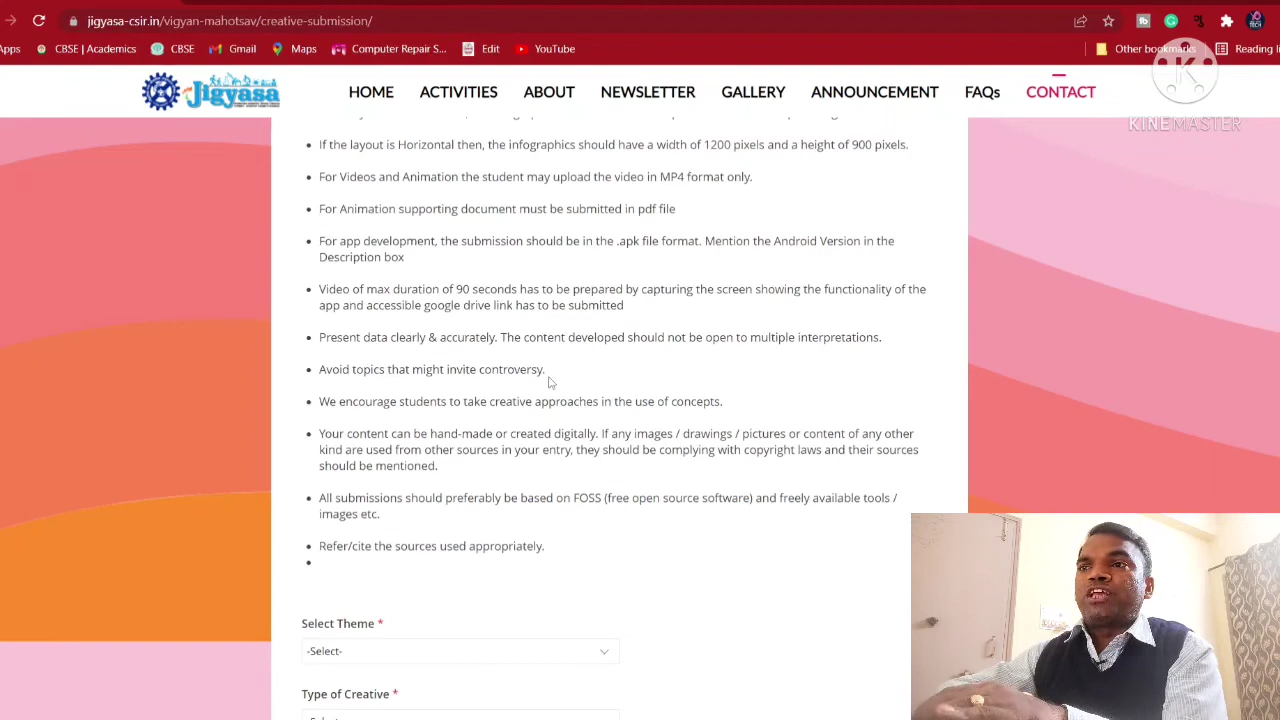 jigyasa-csir.in/vigyan-mahotsav/creative-submission/
Apps CBSE | Academics CBSE Gmail Maps Computer Repair S... Edit YouTube Other bookmarks Reading li
Jigyasa HOME ACTIVITIES ABOUT NEWSLETTER GALLERY ANNOUNCEMENT FAQs CONTACT
K
KINEMASTER
If the layout is Horizontal then, the infographics should have a width of 1200 pixels and a height of 900 pixels.
For Videos and Animation the student may upload the video in MP4 format only.
For Animation supporting document must be submitted in pdf file
For app development, the submission should be in the .apk file format. Mention the Android Version in the
Description box
Video of max duration of 90 seconds has to be prepared by capturing the screen showing the functionality of the
app and accessible google drive link has to be submitted
Present data clearly & accurately. The content developed should not be open to multiple interpretations.
Avoid topics that might invite controversy.
We encourage students to take creative approaches in the use of concepts.
Your content can be hand-made or created digitally. If any images / drawings / pictures or content of any other
kind are used from other sources in your entry, they should be complying with copyright laws and their sources
should be mentioned.
All submissions should preferably be based on FOSS (free open source software) and freely available tools /
images etc.
Refer/cite the sources used appropriately.
Select Theme *
-Select-
Type of Creative *